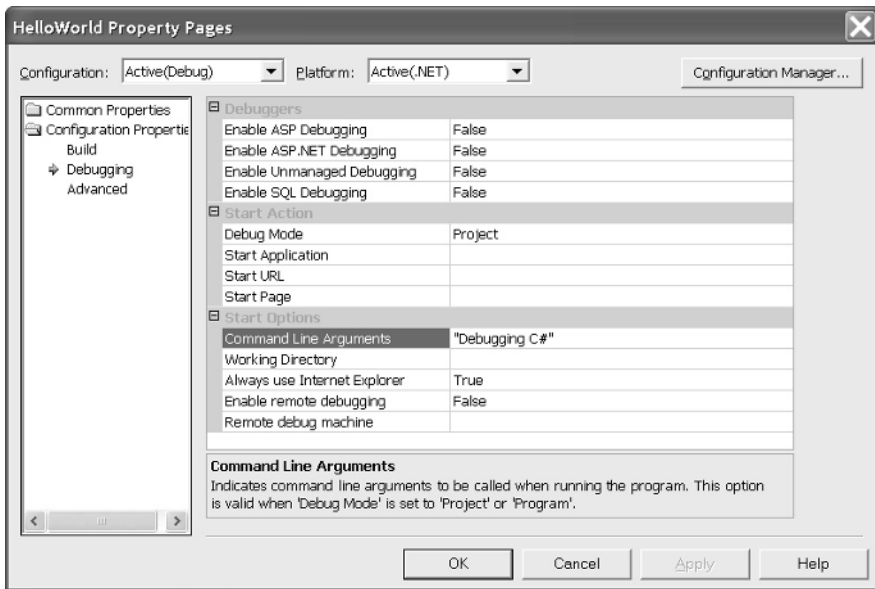 HelloWorld Property Pages
Configuration: Active(Debug) Platform: Active(.NET) Configuration Manager...
Common Properties
Configuration Propertie
Build
Debugging
Advanced
Debuggers
Enable ASP Debugging False
Enable ASP.NET Debugging False
Enable Unmanaged Debugging False
Enable SQL Debugging False
Start Action
Debug Mode Project
Start Application
Start URL
Start Page
Start Options
Command Line Arguments "Debugging C#"
Working Directory
Always use Internet Explorer True
Enable remote debugging False
Remote debug machine
Command Line Arguments
Indicates command line arguments to be called when running the program. This option
is valid when 'Debug Mode' is set to 'Project' or 'Program'.
OK Cancel Apply Help